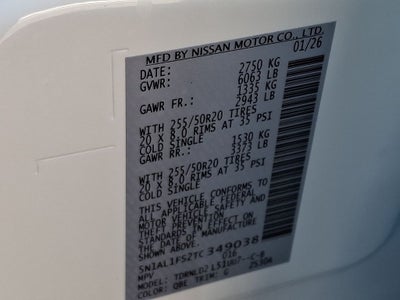 MFD BY NISSAN MOTOR CO., LTD.
DATE: 01/26
GVWR: 2750 KG
6063 LB
GAWR FR.: 1335 KG
2943 LB
WITH 255/50R20 TIRES
20 X 8.0 RIMS AT 35 PSI
COLD SINGLE
GAWR RR.: 1530 KG
3373 LB
WITH 255/50R20 TIRES
20 X 8.0 RIMS AT 35 PSI
COLD SINGLE
THIS VEHICLE CONFORMS TO
ALL APPLICABLE FEDERAL
MOTOR VEHICLE SAFETY AND
THEFT PREVENTION
STANDARDS IN EFFECT ON
THE DATE OF MANUFACTURE
SHOWN ABOVE.
5N1AL1FS2TC349038
MPV 016
MODEL:
COLOR: QBE TRIM: G